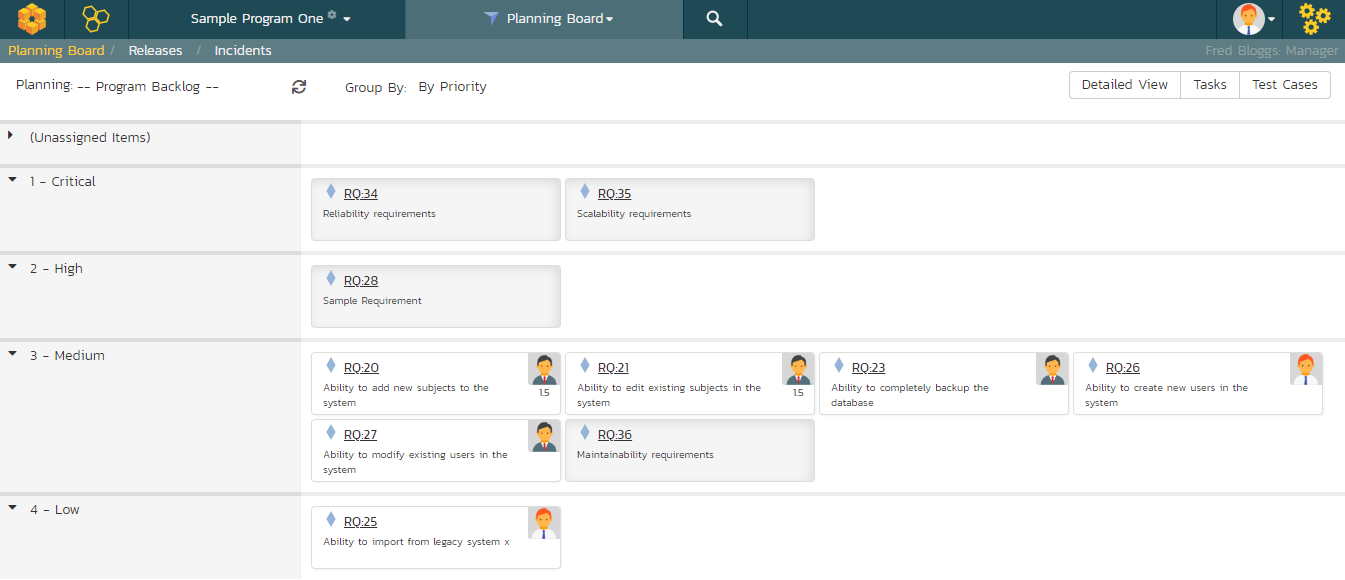 Sample Program One
Planning Board
Planning Board / Releases / Incidents
Fred Bloggs: Manager
Planning: -- Program Backlog --
Group By: By Priority
Detailed View
Tasks
Test Cases
(Unassigned Items)
1 - Critical
RQ:34
Reliability requirements
RQ:35
Scalability requirements
2 - High
RQ:28
Sample Requirement
3 - Medium
RQ:20
Ability to add new subjects to the
system
1.5
RQ:21
Ability to edit existing subjects in the
system
1.5
RQ:23
Ability to completely backup the
database
RQ:26
Ability to create new users in the
system
RQ:27
Ability to modify existing users in the
system
RQ:36
Maintainability requirements
4 - Low
RQ:25
Ability to import from legacy system x